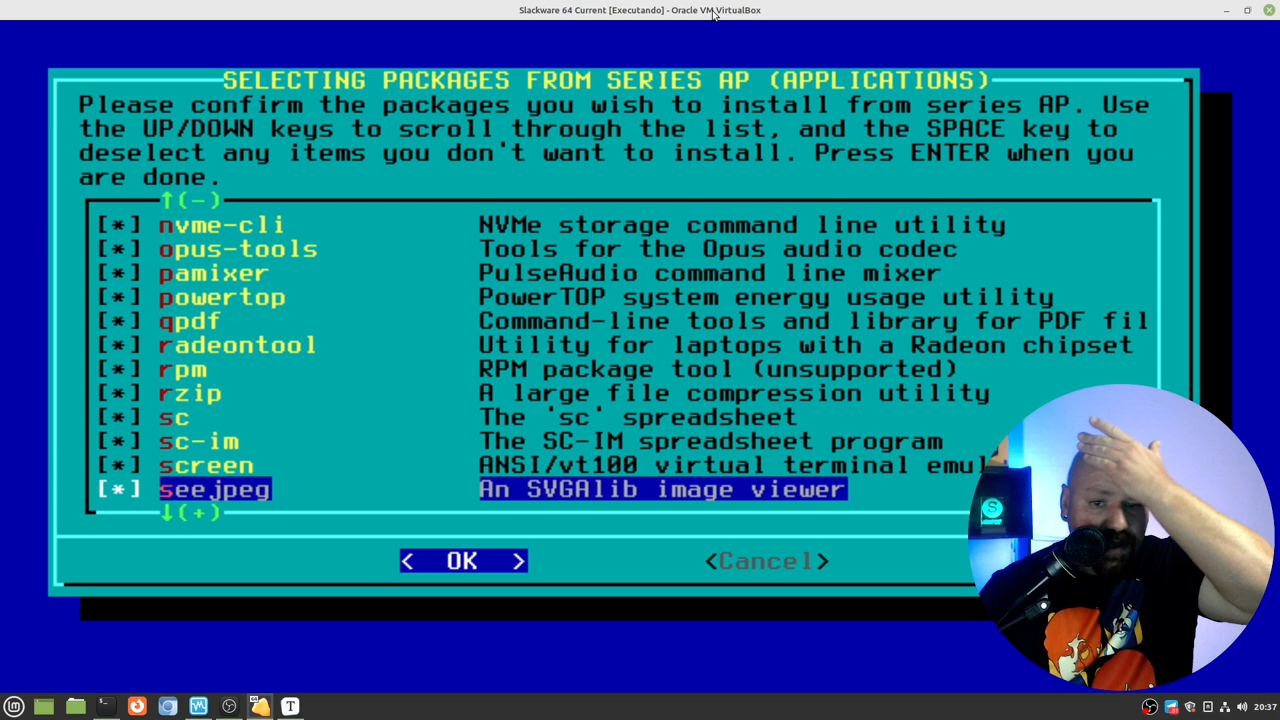 Slackware 64 Current [Executando] - Oracle VM VirtualBox
SELECTING PACKAGES FROM SERIES AP (APPLICATIONS)
Please confirm the packages you wish to install from series AP. Use
the UP/DOWN keys to scroll through the list, and the SPACE key to
deselect any items you don't want to install. Press ENTER when you
are done.
↑(-)
[*] nvme-cli NVMe storage command line utility
[*] opus-tools Tools for the Opus audio codec
[*] pamixer PulseAudio command line mixer
[*] powertop PowerTOP system energy usage utility
[*] qpdf Command-line tools and library for PDF fil
[*] radeontool Utility for laptops with a Radeon chipset
[*] rpm RPM package tool (unsupported)
[*] rzip A large file compression utility
[*] sc The 'sc' spreadsheet
[*] sc-im The SC-IM spreadsheet program
[*] screen ANSI/vt100 virtual terminal emul
[*] seejpeg An SVGAlib image viewer
↓(+)
< OK > <Cancel>
S
64
T
20:37